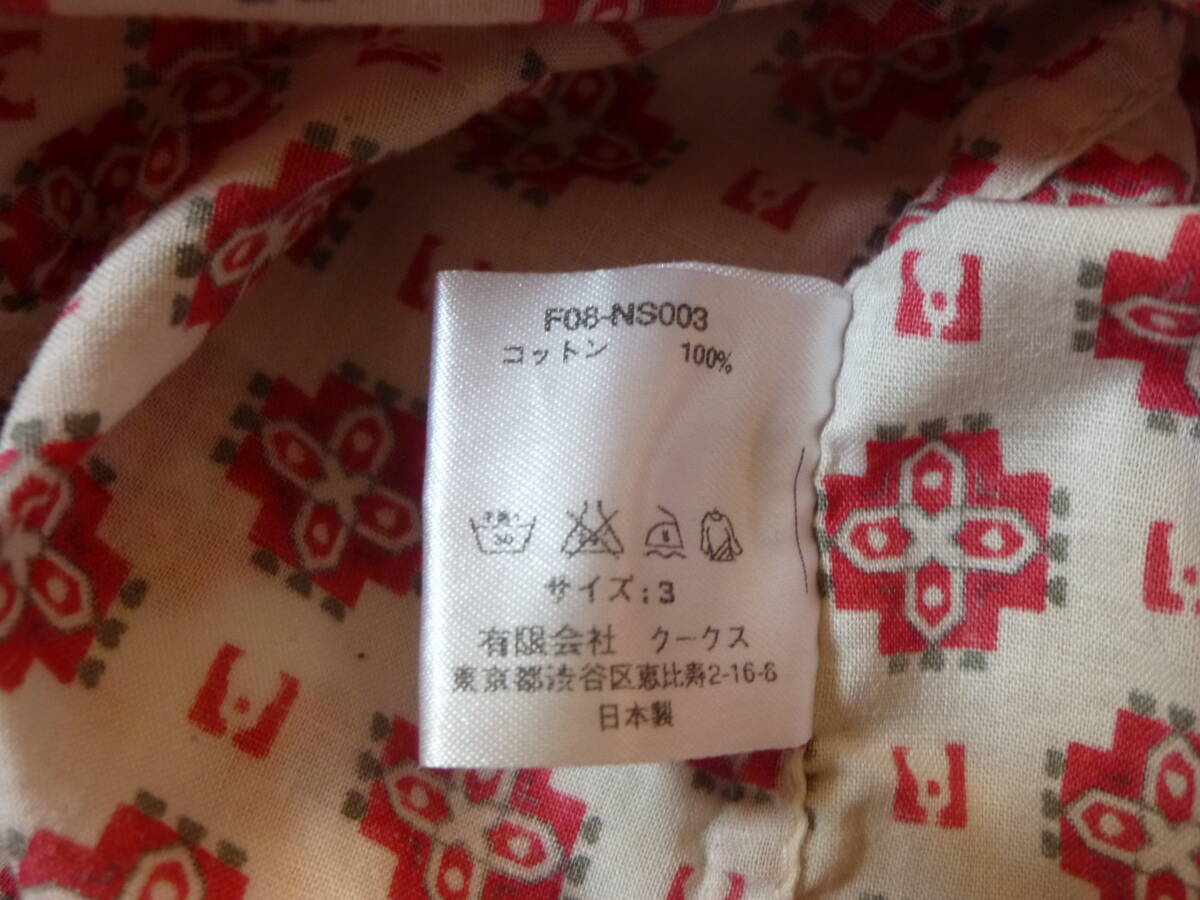 F08-NS003
コットン 100%
サイズ:3
有限会社 クークス
東京都渋谷区恵比寿2-16-8
日本製